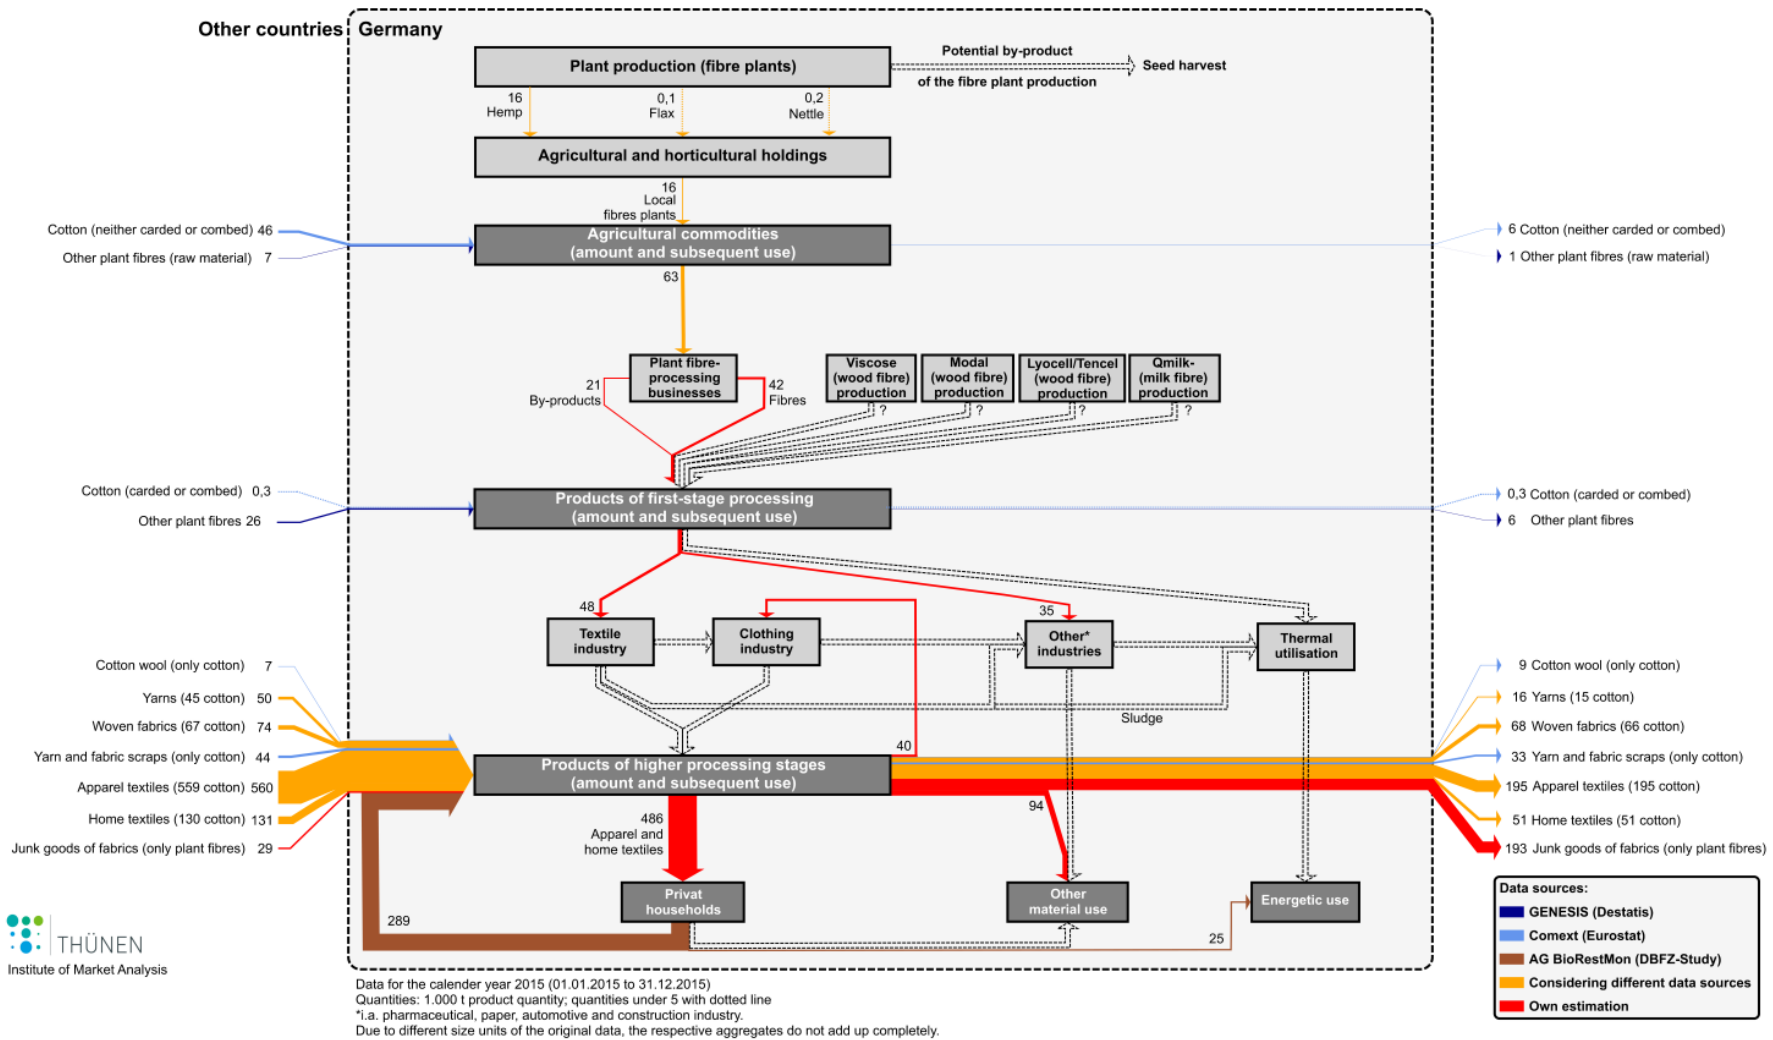 Other countries
Germany
Plant production (fibre plants)
Potential by-product
of the fibre plant production
Seed harvest
16
Hemp
0,1
Flax
0,2
Nettle
Agricultural and horticultural holdings
16
Local
fibres plants
Cotton (neither carded or combed) 46
Other plant fibres (raw material) 7
Agricultural commodities
(amount and subsequent use)
6 Cotton (neither carded or combed)
1 Other plant fibres (raw material)
63
Plant fibre-
processing
businesses
21
By-products
42
Fibres
Viscose
(wood fibre)
production
?
Modal
(wood fibre)
production
?
Lyocell/Tencel
(wood fibre)
production
?
Qmilk-
(milk fibre)
production
?
Cotton (carded or combed) 0,3
Other plant fibres 26
Products of first-stage processing
(amount and subsequent use)
0,3 Cotton (carded or combed)
6 Other plant fibres
48
35
Textile
industry
Clothing
industry
Other*
industries
Thermal
utilisation
Sludge
Cotton wool (only cotton) 7
Yarns (45 cotton) 50
Woven fabrics (67 cotton) 74
Yarn and fabric scraps (only cotton) 44
Apparel textiles (559 cotton) 560
Home textiles (130 cotton) 131
Junk goods of fabrics (only plant fibres) 29
40
Products of higher processing stages
(amount and subsequent use)
9 Cotton wool (only cotton)
16 Yarns (15 cotton)
68 Woven fabrics (66 cotton)
33 Yarn and fabric scraps (only cotton)
195 Apparel textiles (195 cotton)
51 Home textiles (51 cotton)
193 Junk goods of fabrics (only plant fibres)
486
Apparel and
home textiles
94
Privat
households
Other
material use
Energetic use
289
25
THÜNEN
Institute of Market Analysis
Data sources:
GENESIS (Destatis)
Comext (Eurostat)
AG BioRestMon (DBFZ-Study)
Considering different data sources
Own estimation
Data for the calender year 2015 (01.01.2015 to 31.12.2015)
Quantities: 1.000 t product quantity; quantities under 5 with dotted line
*i.a. pharmaceutical, paper, automotive and construction industry.
Due to different size units of the original data, the respective aggregates do not add up completely.